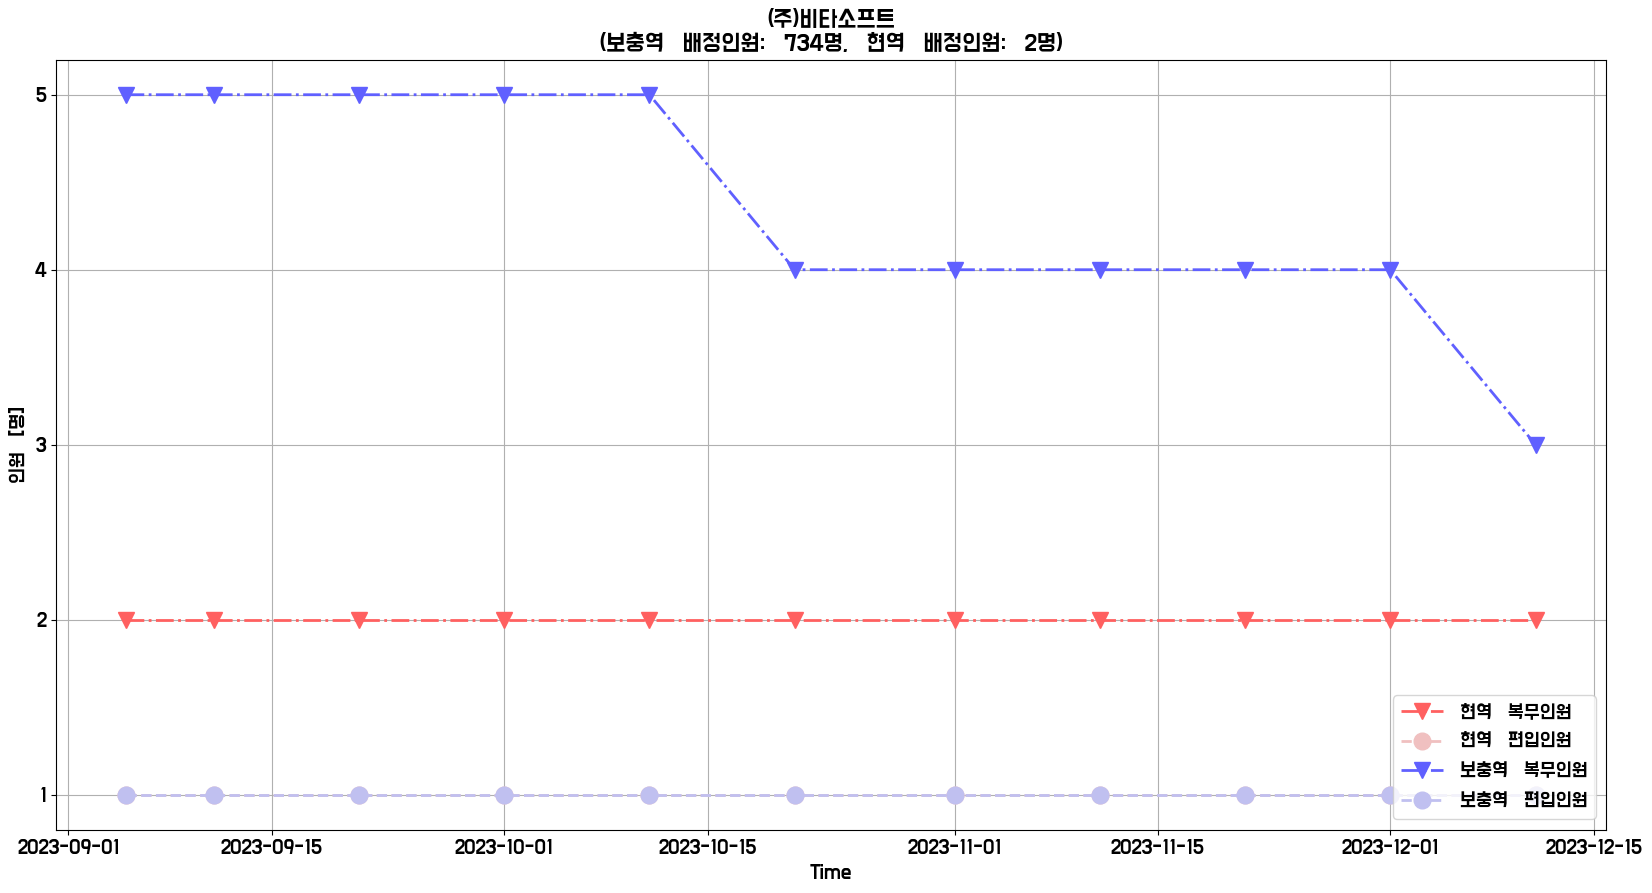 (주)비타소프트
(보충역 배정인원: 734명, 현역 배정인원: 2명)
인원 [명]
5
4
3
2
1
현역 복무인원
현역 편입인원
보충역 복무인원
보충역 편입인원
2023-09-01 2023-09-15 2023-10-01 2023-10-15 2023-11-01 2023-11-15 2023-12-01 2023-12-15
Time